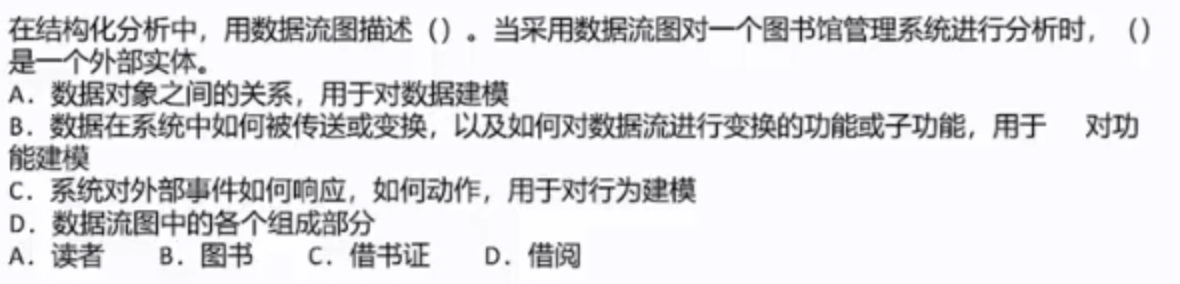 在结构化分析中，用数据流图描述（）。当采用数据流图对一个图书馆管理系统进行分析时，（）
是一个外部实体。
A．数据对象之间的关系，用于对数据建模
B．数据在系统中如何被传送或变换，以及如何对数据流进行变换的功能或子功能，用于 对功
能建模
C．系统对外部事件如何响应，如何动作，用于对行为建模
D．数据流图中的各个组成部分
A．读者 B．图书 C．借书证 D．借阅